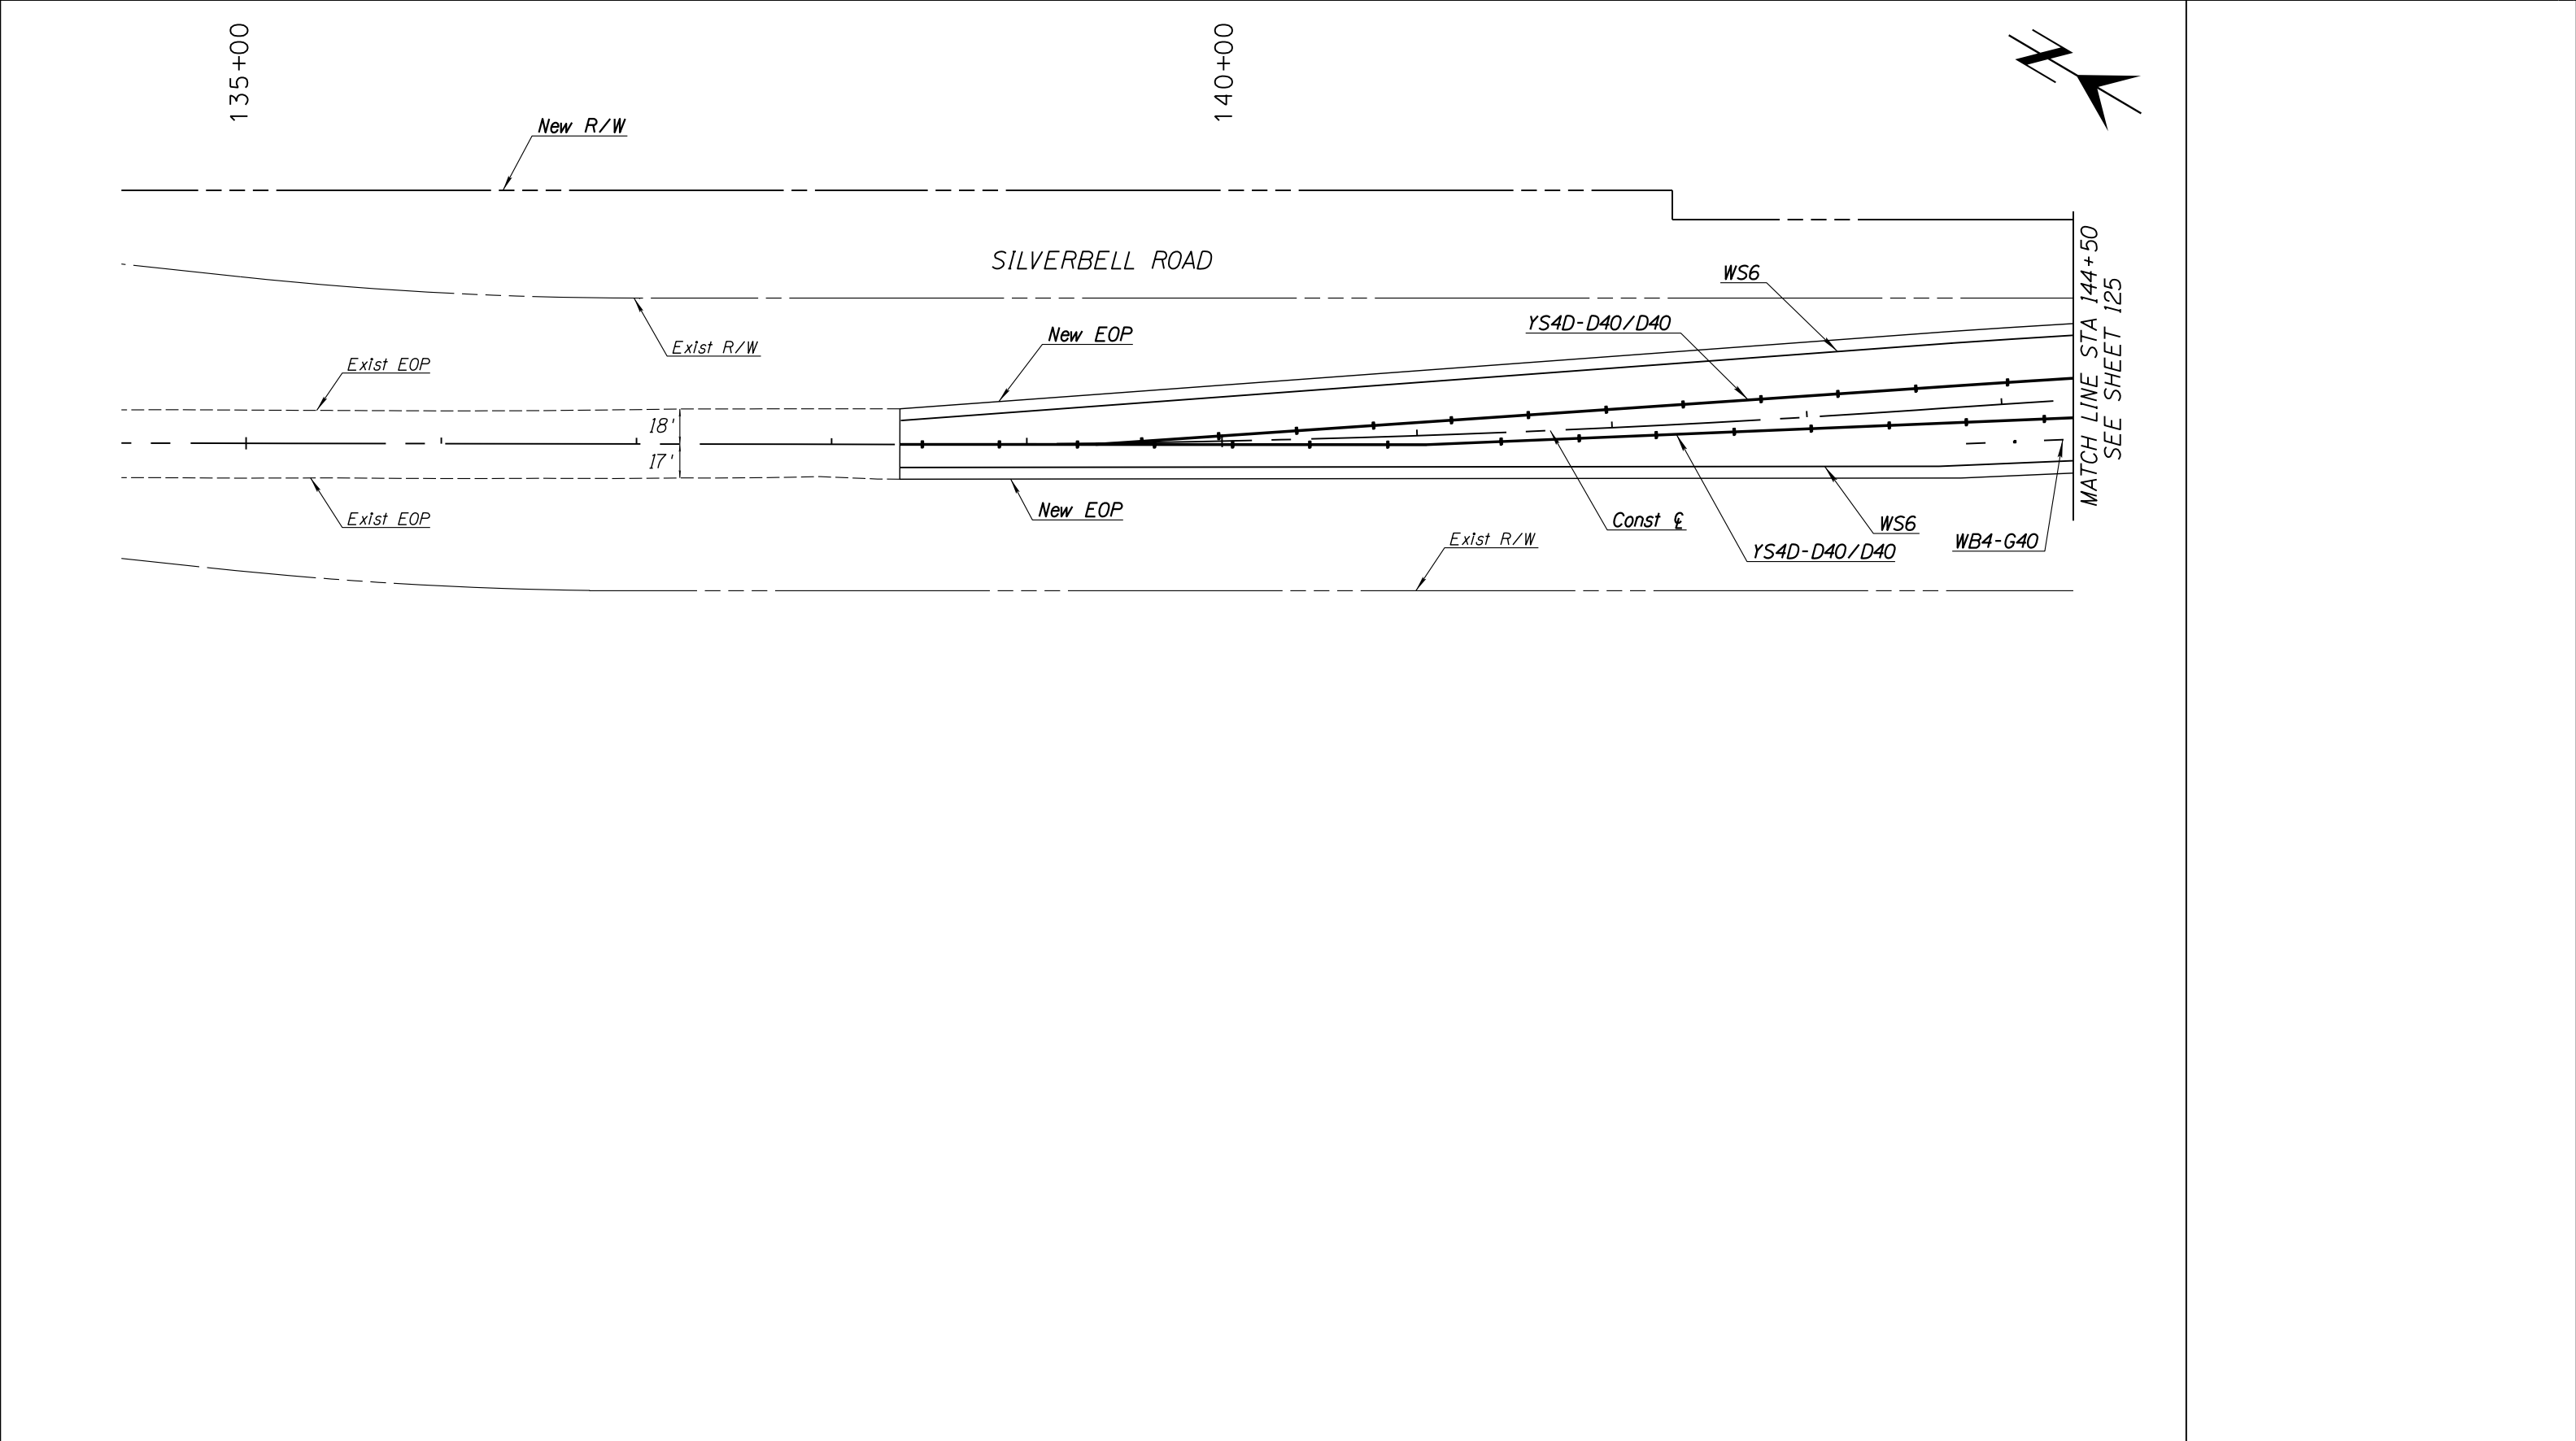 135+00
140+00
New R/W
SILVERBELL ROAD
WS6
YS4D-D40/D40
New EOP
Exist R/W
Exist EOP
18'
17'
New EOP
Exist EOP
Const ℄
WS6
WB4-G40
Exist R/W
YS4D-D40/D40
MATCH LINE STA 144+50
SEE SHEET 125